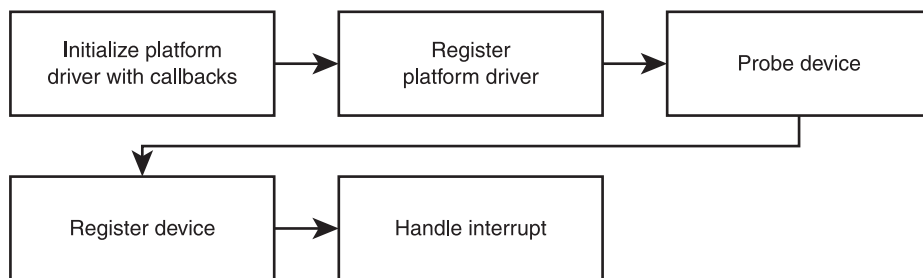 Initialize platform
driver with callbacks
Register
platform driver
Probe device
Register device
Handle interrupt